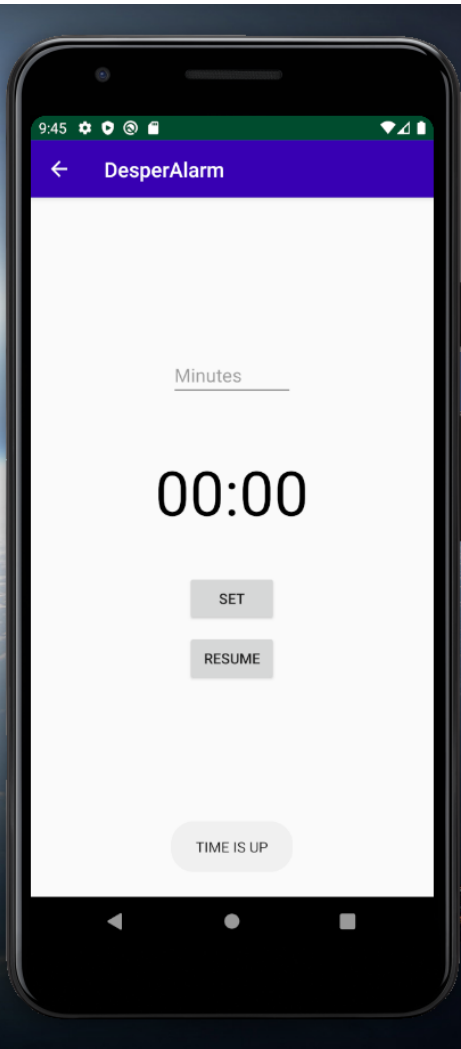 9:45
DesperAlarm
Minutes
00:00
SET
RESUME
TIME IS UP